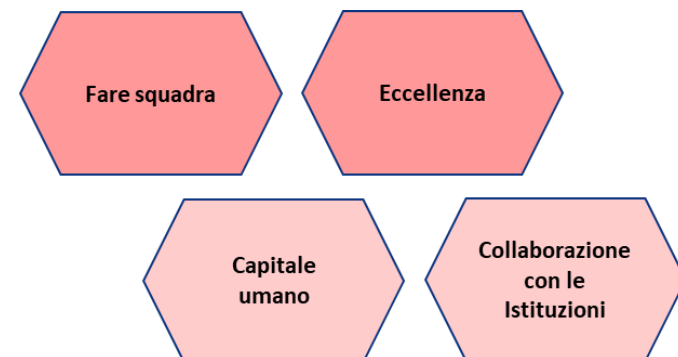 Fare squadra
Eccellenza
Capitale
umano
Collaborazione
con le
Istituzioni